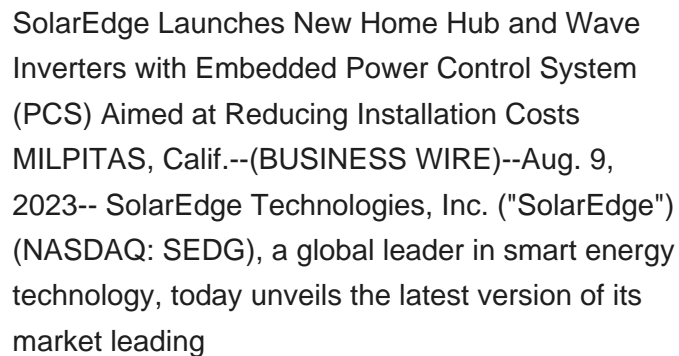 SolarEdge Launches New Home Hub and Wave
Inverters with Embedded Power Control System
(PCS) Aimed at Reducing Installation Costs
MILPITAS, Calif.--(BUSINESS WIRE)--Aug. 9,
2023-- SolarEdge Technologies, Inc. ("SolarEdge")
(NASDAQ: SEDG), a global leader in smart energy
technology, today unveils the latest version of its
market leading